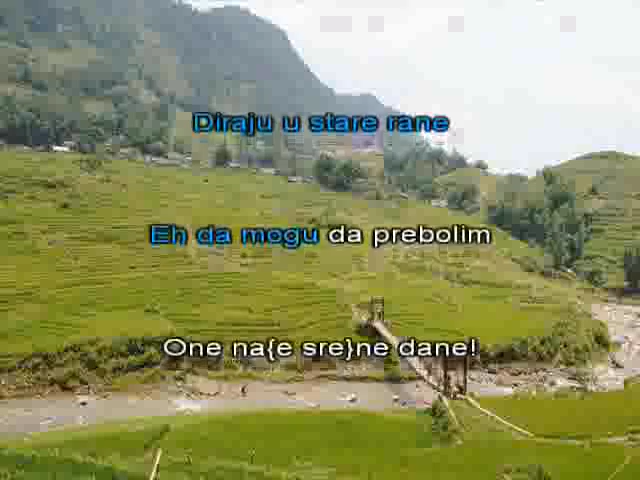 Diraju u stare rane
Eh da mogu da prebolim
One na{e sre}ne dane!